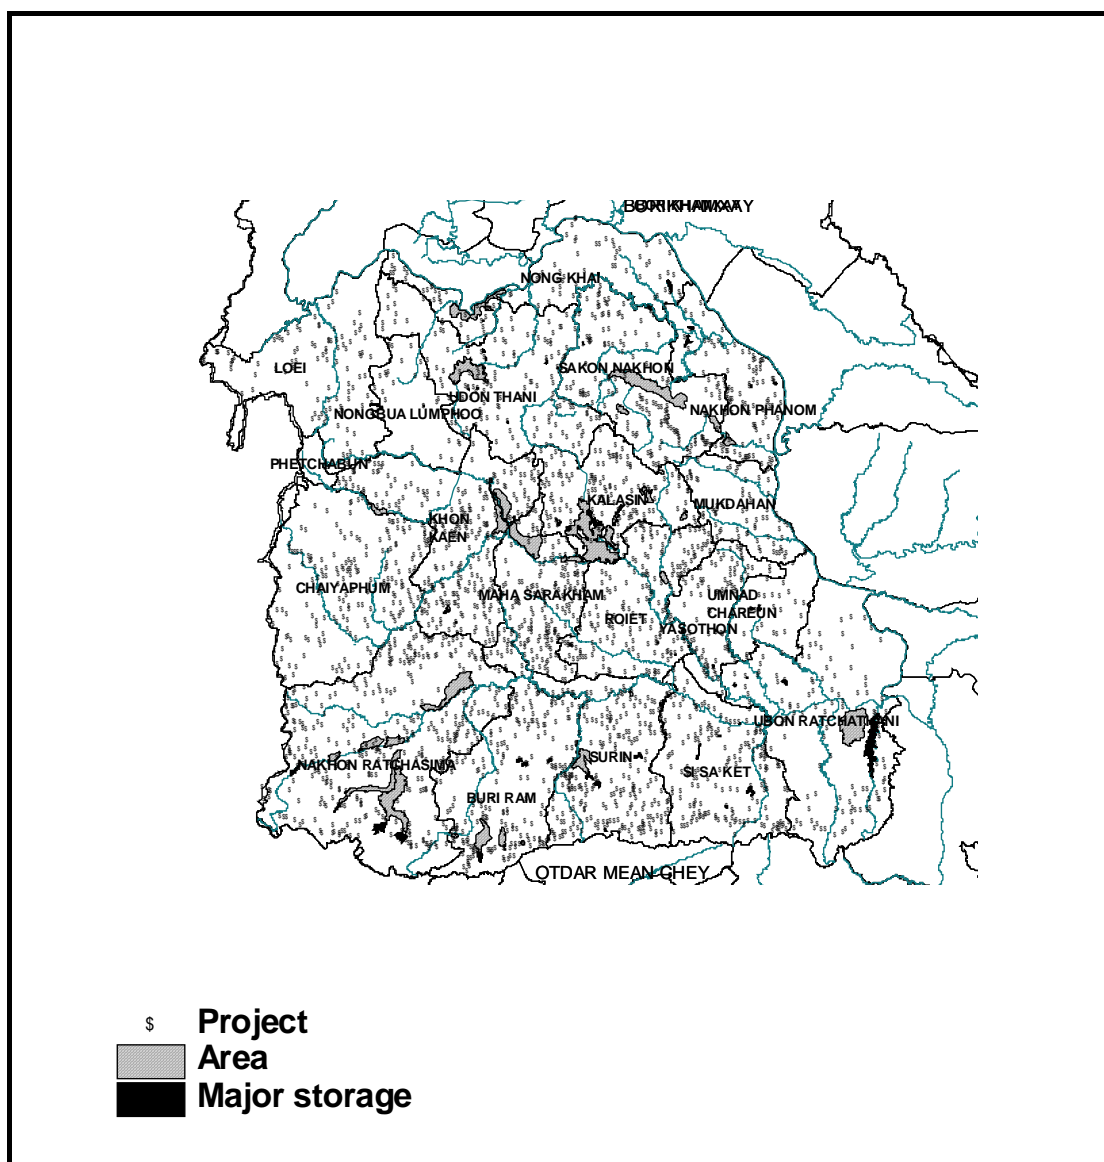 NONG KHAI
LOEI
SAKON NAKHON
UDON THANI
NONGBUA LUMPHOO
NAKHON PHANOM
PHETCHABUN
KALASIN
MUKDAHAN
KHON
KAEN
CHAIYAPHUM
MAHA SARAKHAM
UMNAD
CHAREUN
ROIET
YASOTHON
UBON RATCHATHANI
SURIN
NAKHON RATCHASIMA
SI SA KET
BURI RAM
OTDAR MEAN CHEY
$ Project
Area
Major storage